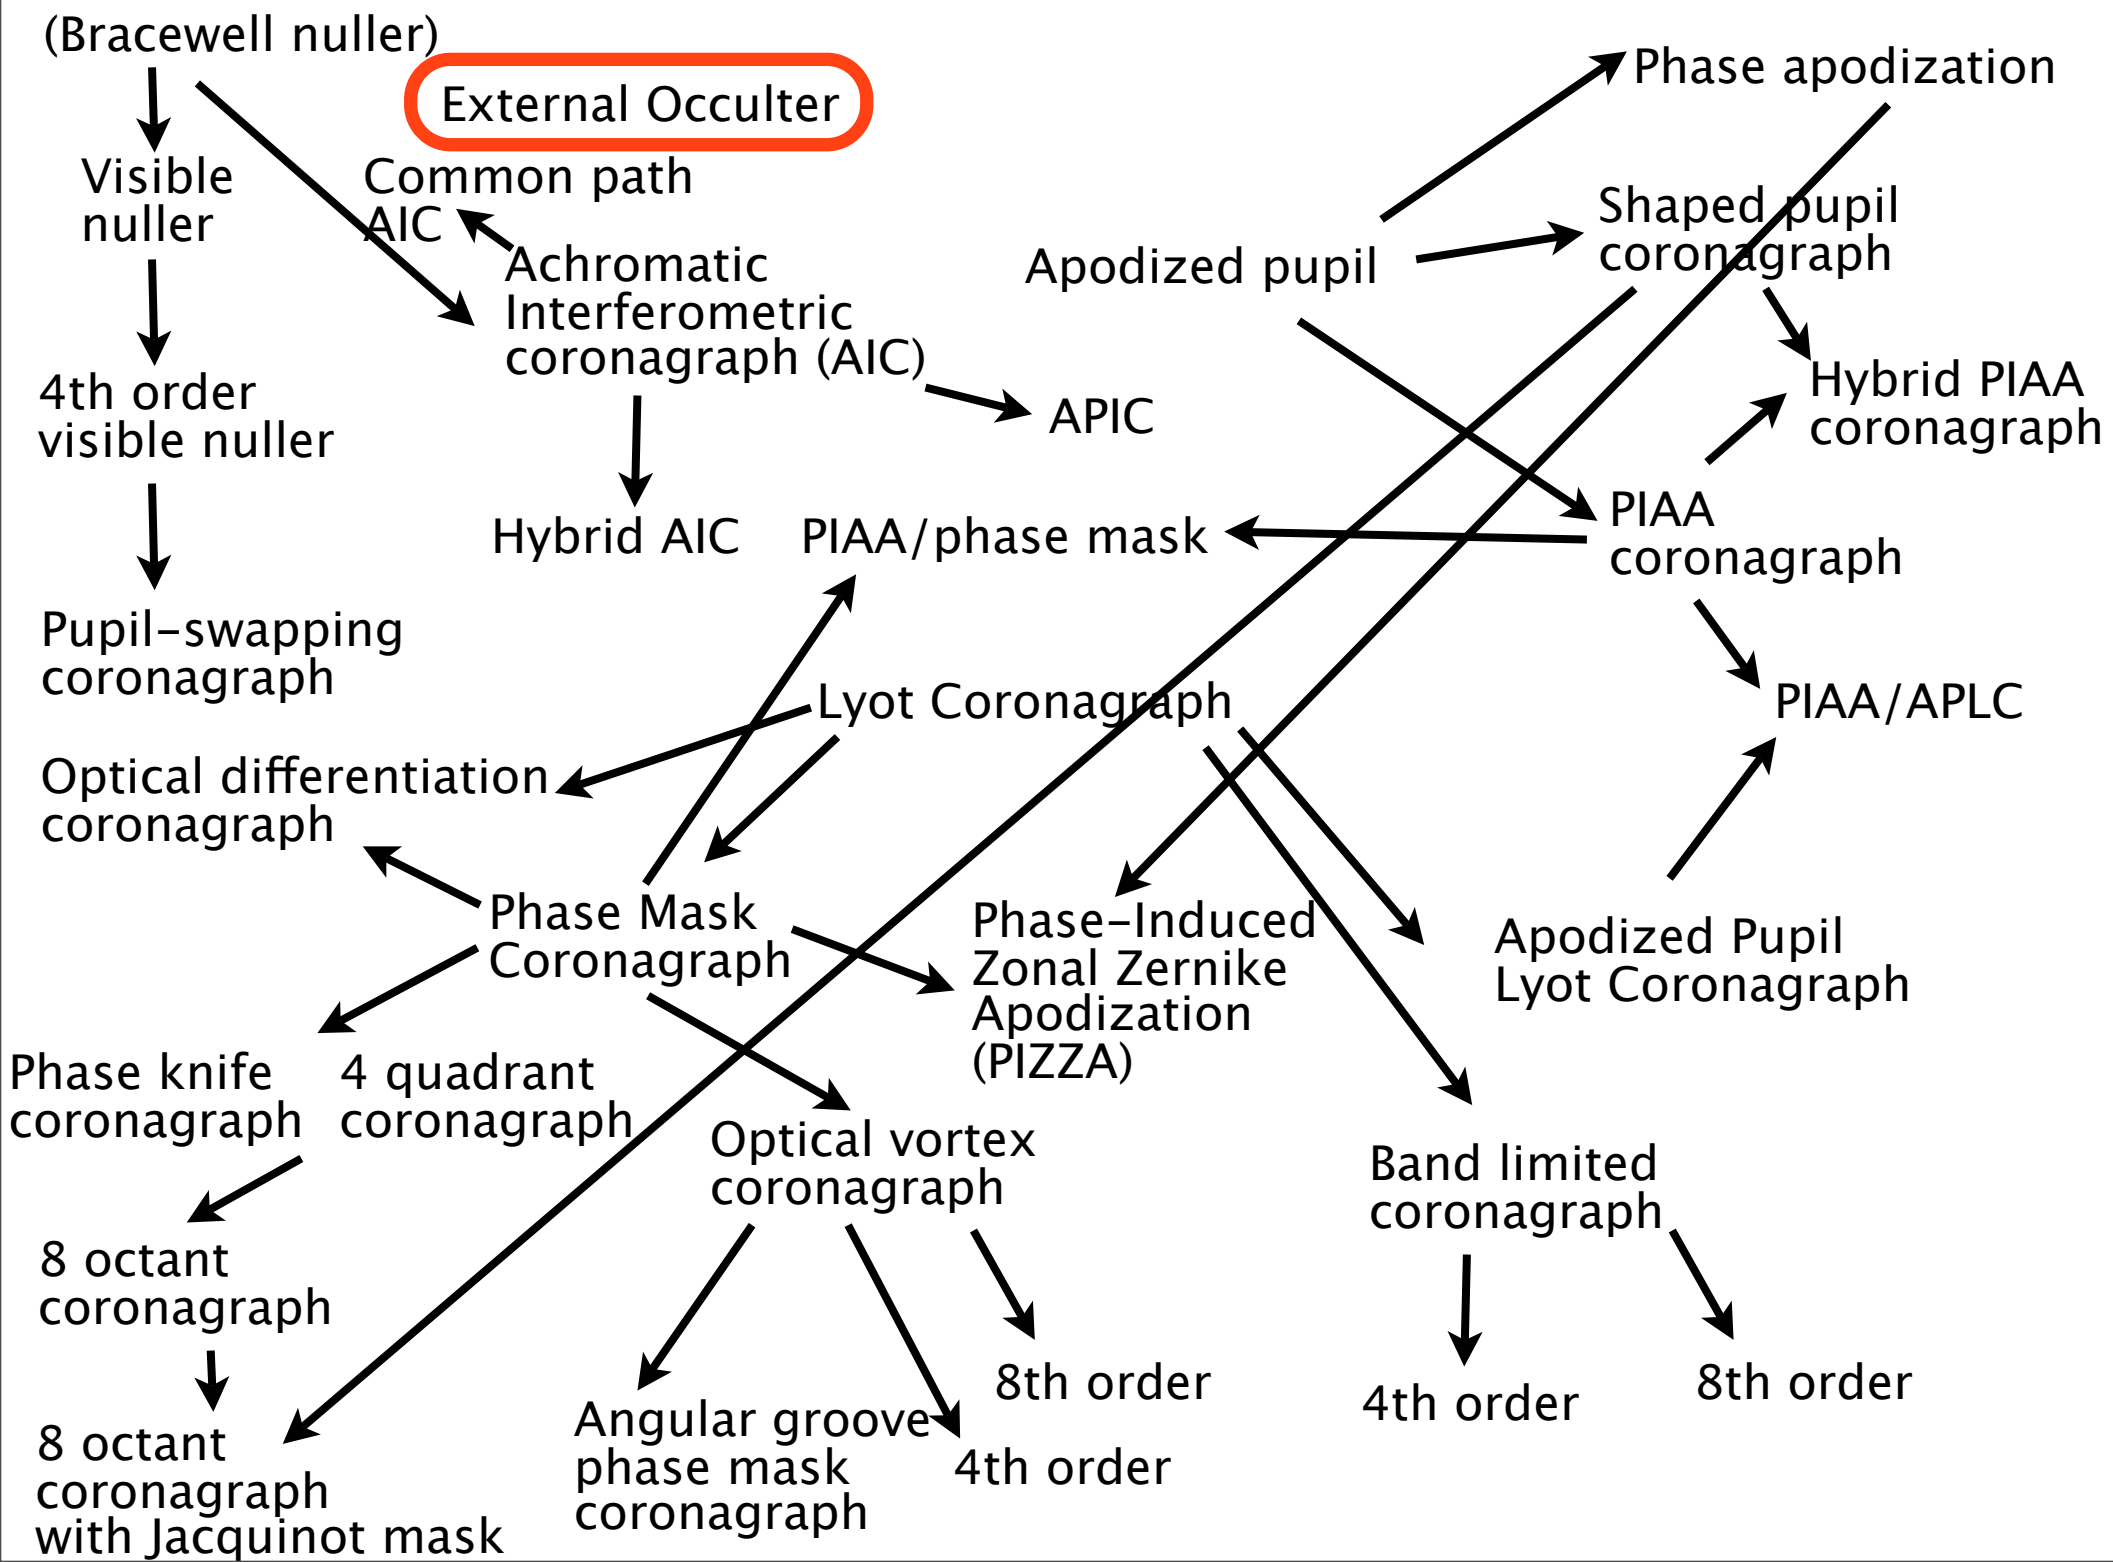 (Bracewell nuller)
External Occulter
Phase apodization
Visible
nuller
Common path
AIC
Achromatic
Interferometric
coronagraph (AIC)
Apodized pupil
Shaped pupil
coronagraph
4th order
visible nuller
APIC
Hybrid PIAA
coronagraph
Hybrid AIC
PIAA/phase mask
PIAA
coronagraph
Pupil–swapping
coronagraph
Lyot Coronagraph
PIAA/APLC
Optical differentiation
coronagraph
Phase Mask
Coronagraph
Phase–Induced
Zonal Zernike
Apodization
(PIZZA)
Apodized Pupil
Lyot Coronagraph
Phase knife
coronagraph
4 quadrant
coronagraph
Optical vortex
coronagraph
Band limited
coronagraph
8 octant
coronagraph
8th order
4th order
8th order
Angular groove
phase mask
coronagraph
4th order
8 octant
coronagraph
with Jacquinot mask